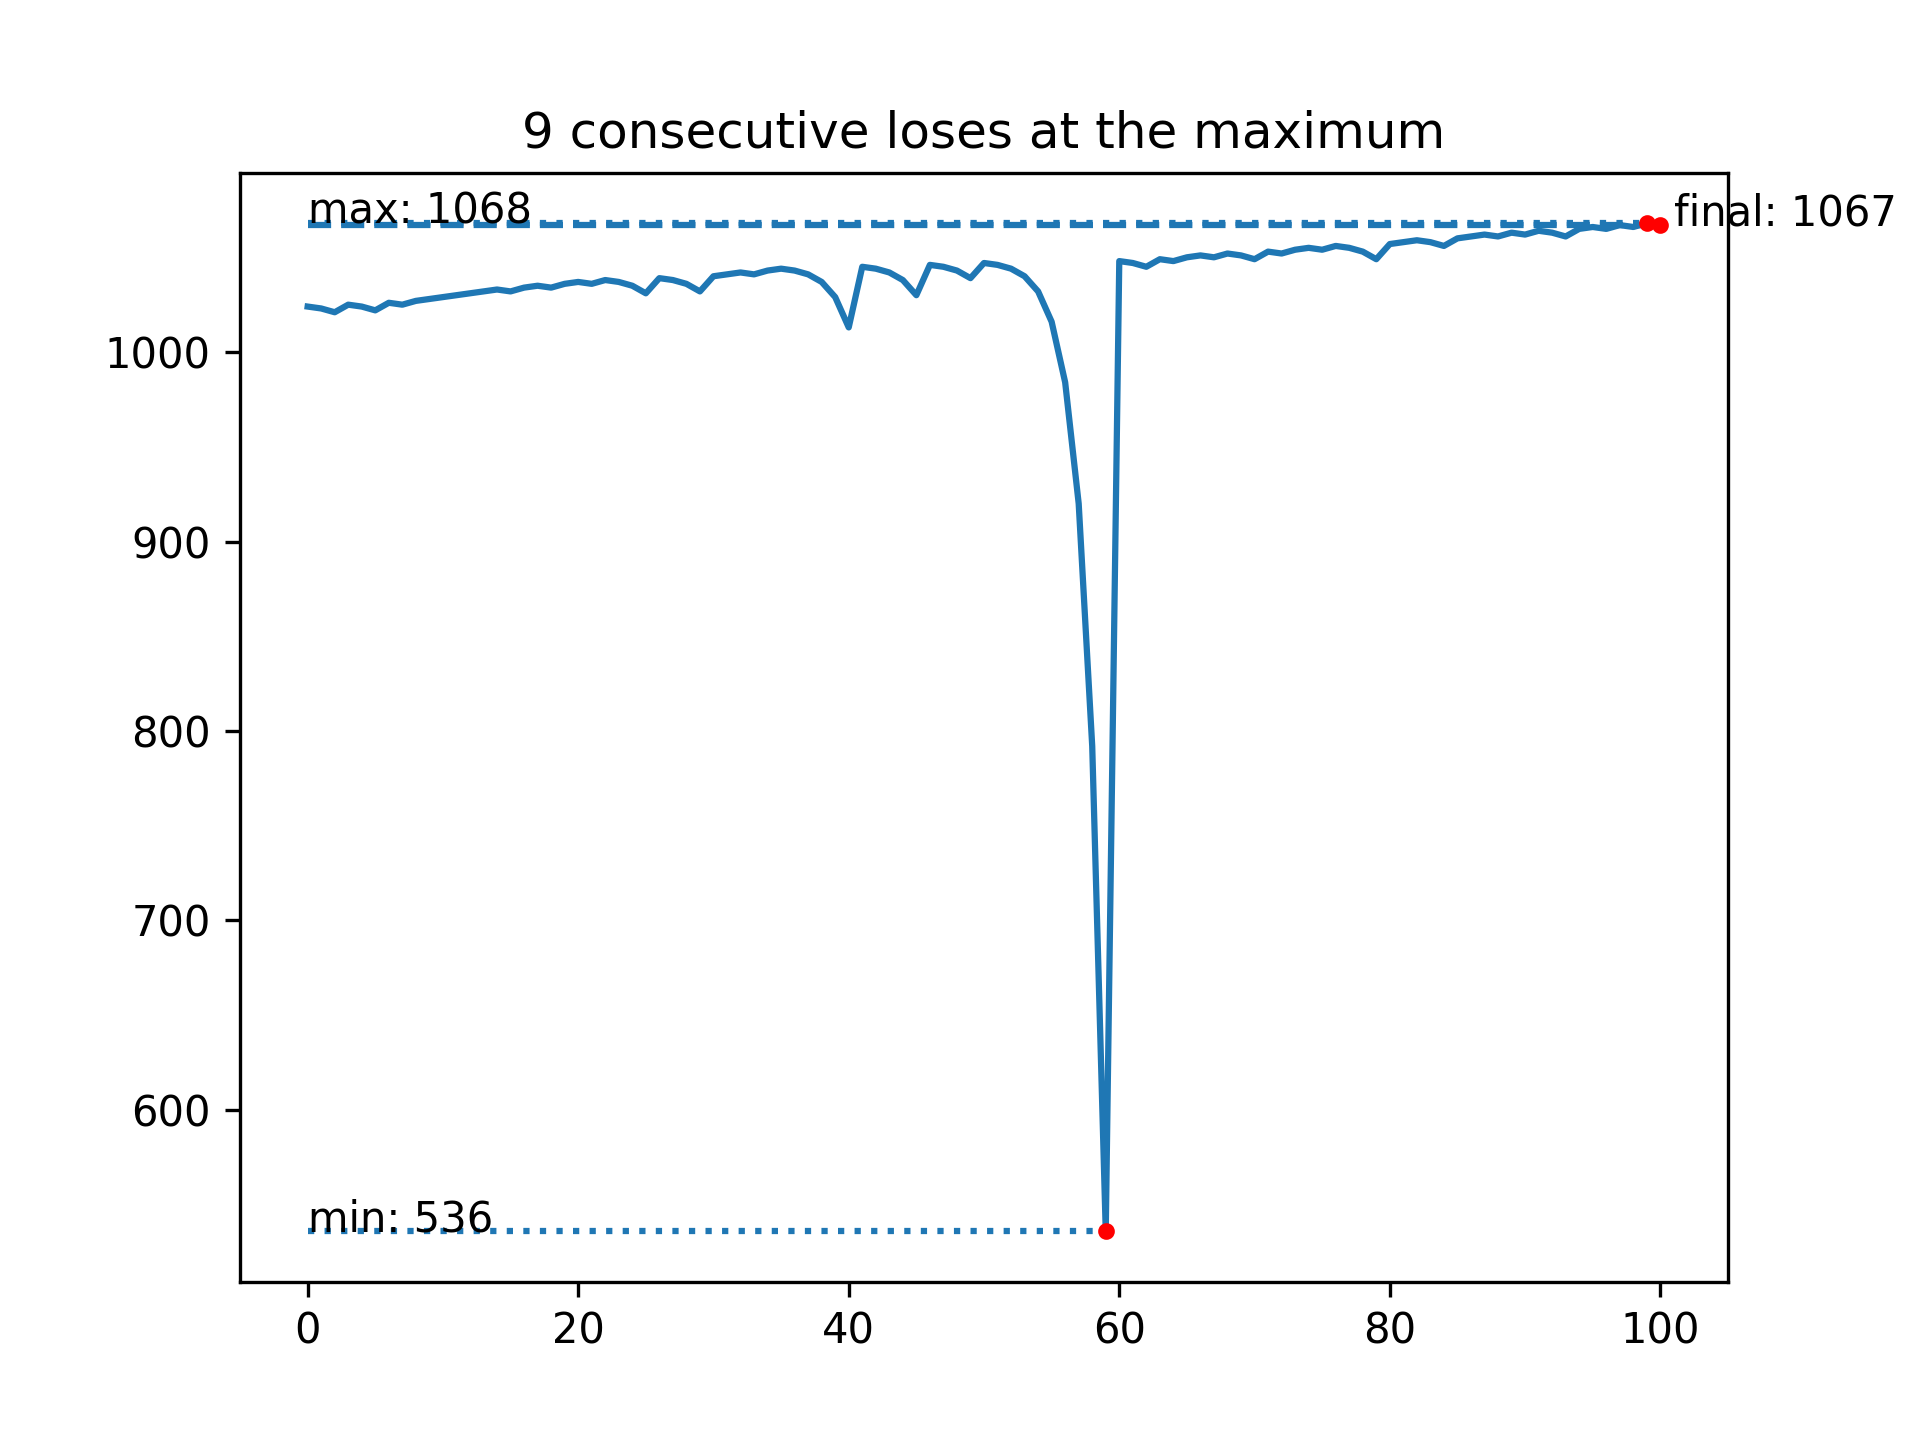 9 consecutive loses at the maximum
max: 1068
final: 1067
1000
900
800
700
600
min: 536
0 20 40 60 80 100